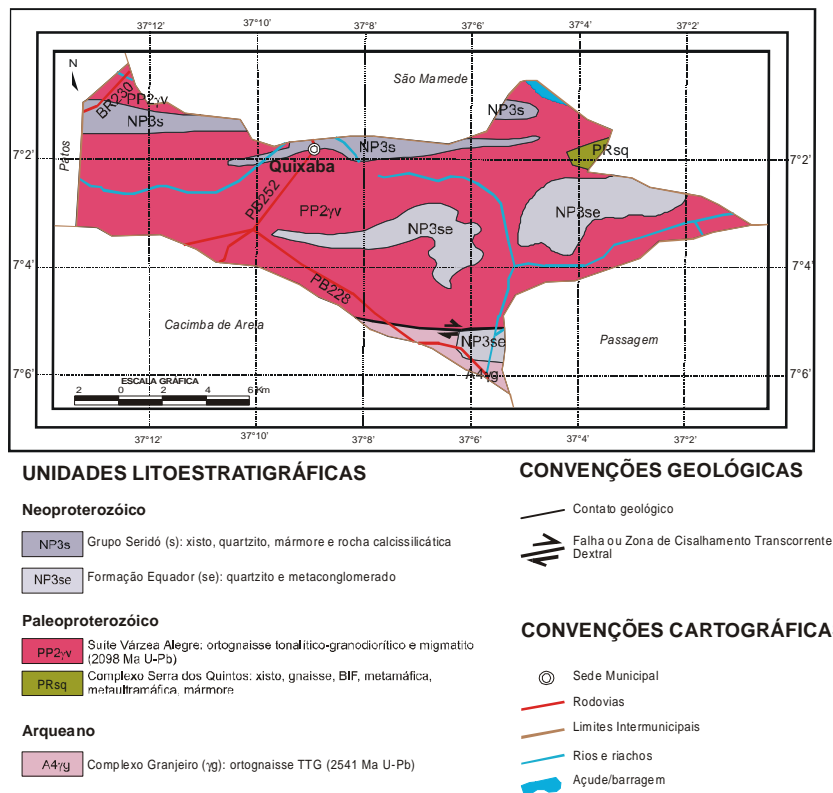 37°12' 37°10' 37°8' 37°6' 37°4' 37°2'
N
São Mamede
BR230
PP2γv
NP3s
NP3s
NP3s
PRsq
Patos
7°2' 7°2'
Quixaba
PB252
PP2γv
NP3se
NP3se
7°4' 7°4'
PB228
Cacimba de Areia
Passagem
NP3se
A4γg
7°6' 7°6'
ESCALA GRÁFICA
2 0 2 4 6 Km
37°12' 37°10' 37°8' 37°6' 37°4' 37°2'
UNIDADES LITOESTRATIGRÁFICAS
Neoproterozóico
NP3s Grupo Seridó (s): xisto, quartzito, mármore e rocha calcissilicática
NP3se Formação Equador (se): quartzito e metaconglomerado
Paleoproterozóico
PP2γv Suíte Várzea Alegre: ortognaisse tonalítico-granodiorítico e migmatito
(2098 Ma U-Pb)
PRsq Complexo Serra dos Quintos: xisto, gnaisse, BIF, metamáfica,
metaultramáfica, mármore
Arqueano
A4γg Complexo Granjeiro (γg): ortognaisse TTG (2541 Ma U-Pb)
CONVENÇÕES GEOLÓGICAS
Contato geológico
Falha ou Zona de Cisalhamento Transcorrente
Dextral
CONVENÇÕES CARTOGRÁFICA
Sede Municipal
Rodovias
Limites Intermunicipais
Rios e riachos
Açude/barragem